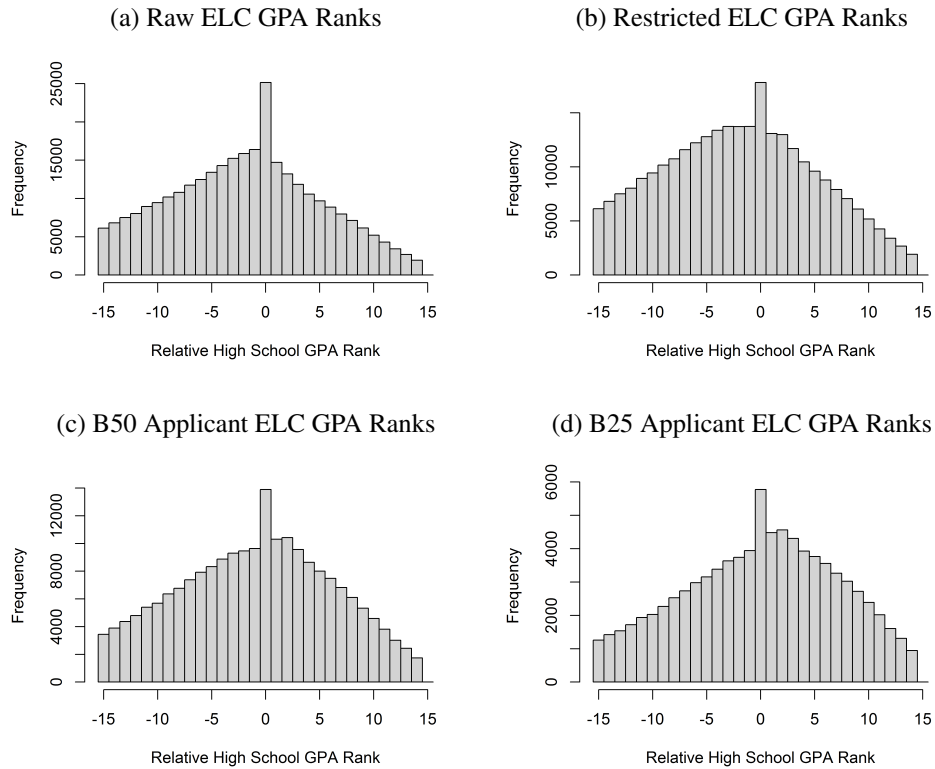 (a) Raw ELC GPA Ranks
Frequency
0 5000 15000 25000
-15 -10 -5 0 5 10 15
Relative High School GPA Rank
(b) Restricted ELC GPA Ranks
Frequency
0 5000 10000
-15 -10 -5 0 5 10 15
Relative High School GPA Rank
(c) B50 Applicant ELC GPA Ranks
Frequency
0 4000 8000 12000
-15 -10 -5 0 5 10 15
Relative High School GPA Rank
(d) B25 Applicant ELC GPA Ranks
Frequency
0 2000 4000 6000
-15 -10 -5 0 5 10 15
Relative High School GPA Rank